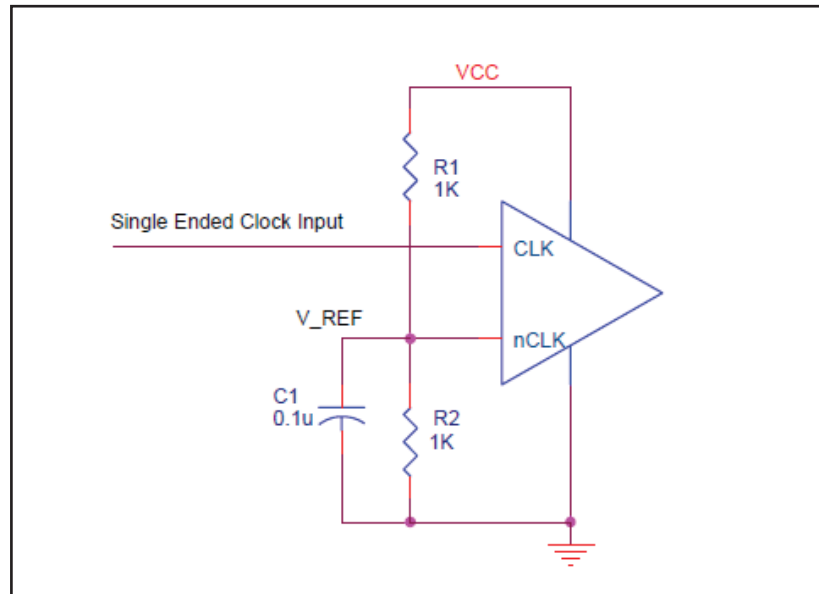 VCC
R1
1K
Single Ended Clock Input
CLK
V_REF
nCLK
C1
0.1u
R2
1K